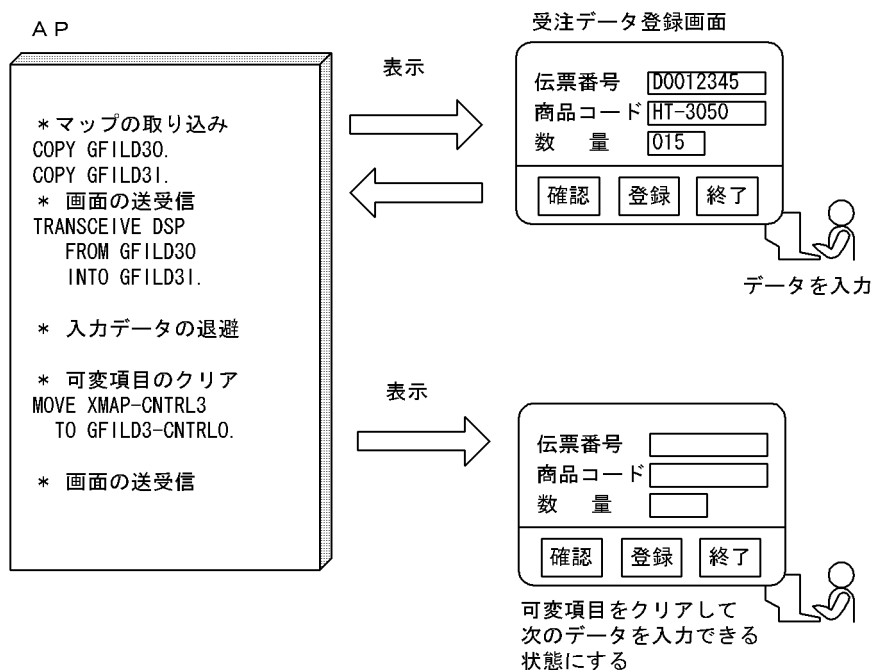 ＡＰ
＊マップの取り込み
COPY GFILD3O.
COPY GFILD3I.
＊ 画面の送受信
TRANSCEIVE DSP
FROM GFILD3O
INTO GFILD3I.
＊ 入力データの退避
＊ 可変項目のクリア
MOVE XMAP-CNTRL3
TO GFILD3-CNTRLO.
＊ 画面の送受信
表示
受注データ登録画面
伝票番号 D0012345
商品コード HT-3050
数 量 015
確認 登録 終了
データを入力
表示
伝票番号
商品コード
数 量
確認 登録 終了
可変項目をクリアして
次のデータを入力できる
状態にする